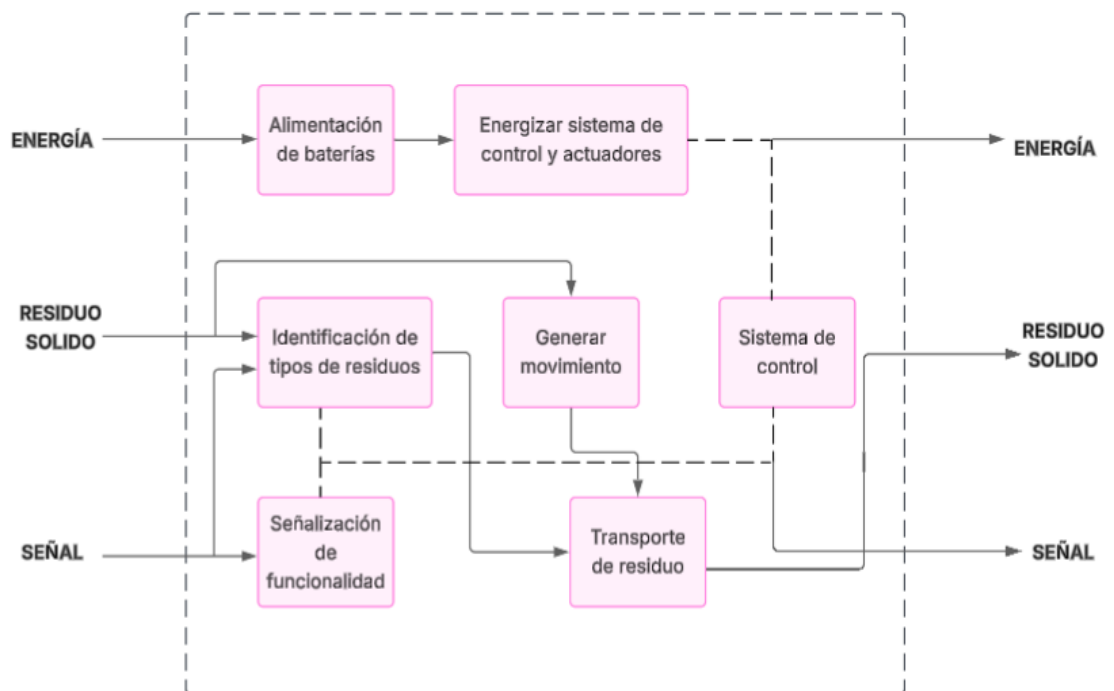 ENERGÍA
Alimentación
de baterías
Energizar sistema de
control y actuadores
ENERGÍA
RESIDUO
SOLIDO
Identificación de
tipos de residuos
Generar
movimiento
Sistema de
control
RESIDUO
SOLIDO
SEÑAL
Señalización
de
funcionalidad
Transporte
de residuo
SEÑAL